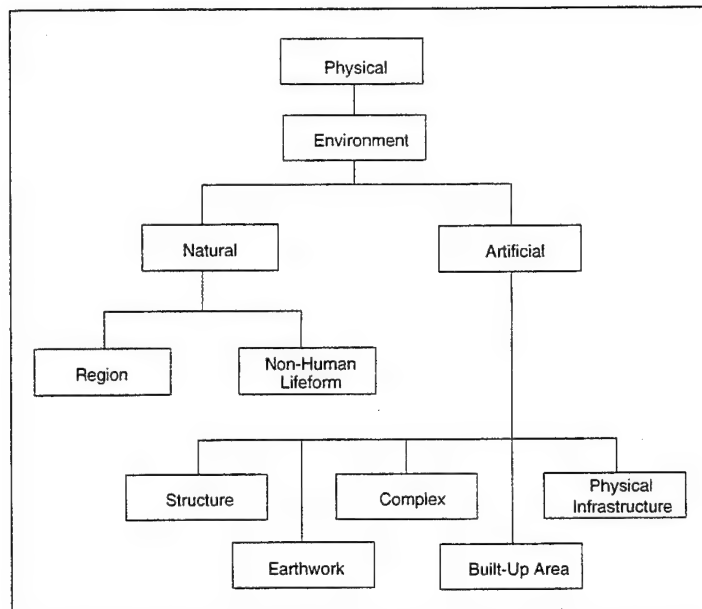 Physical
Environment
Natural
Artificial
Region
Non-Human
Lifeform
Structure
Complex
Physical
Infrastructure
Earthwork
Built-Up Area